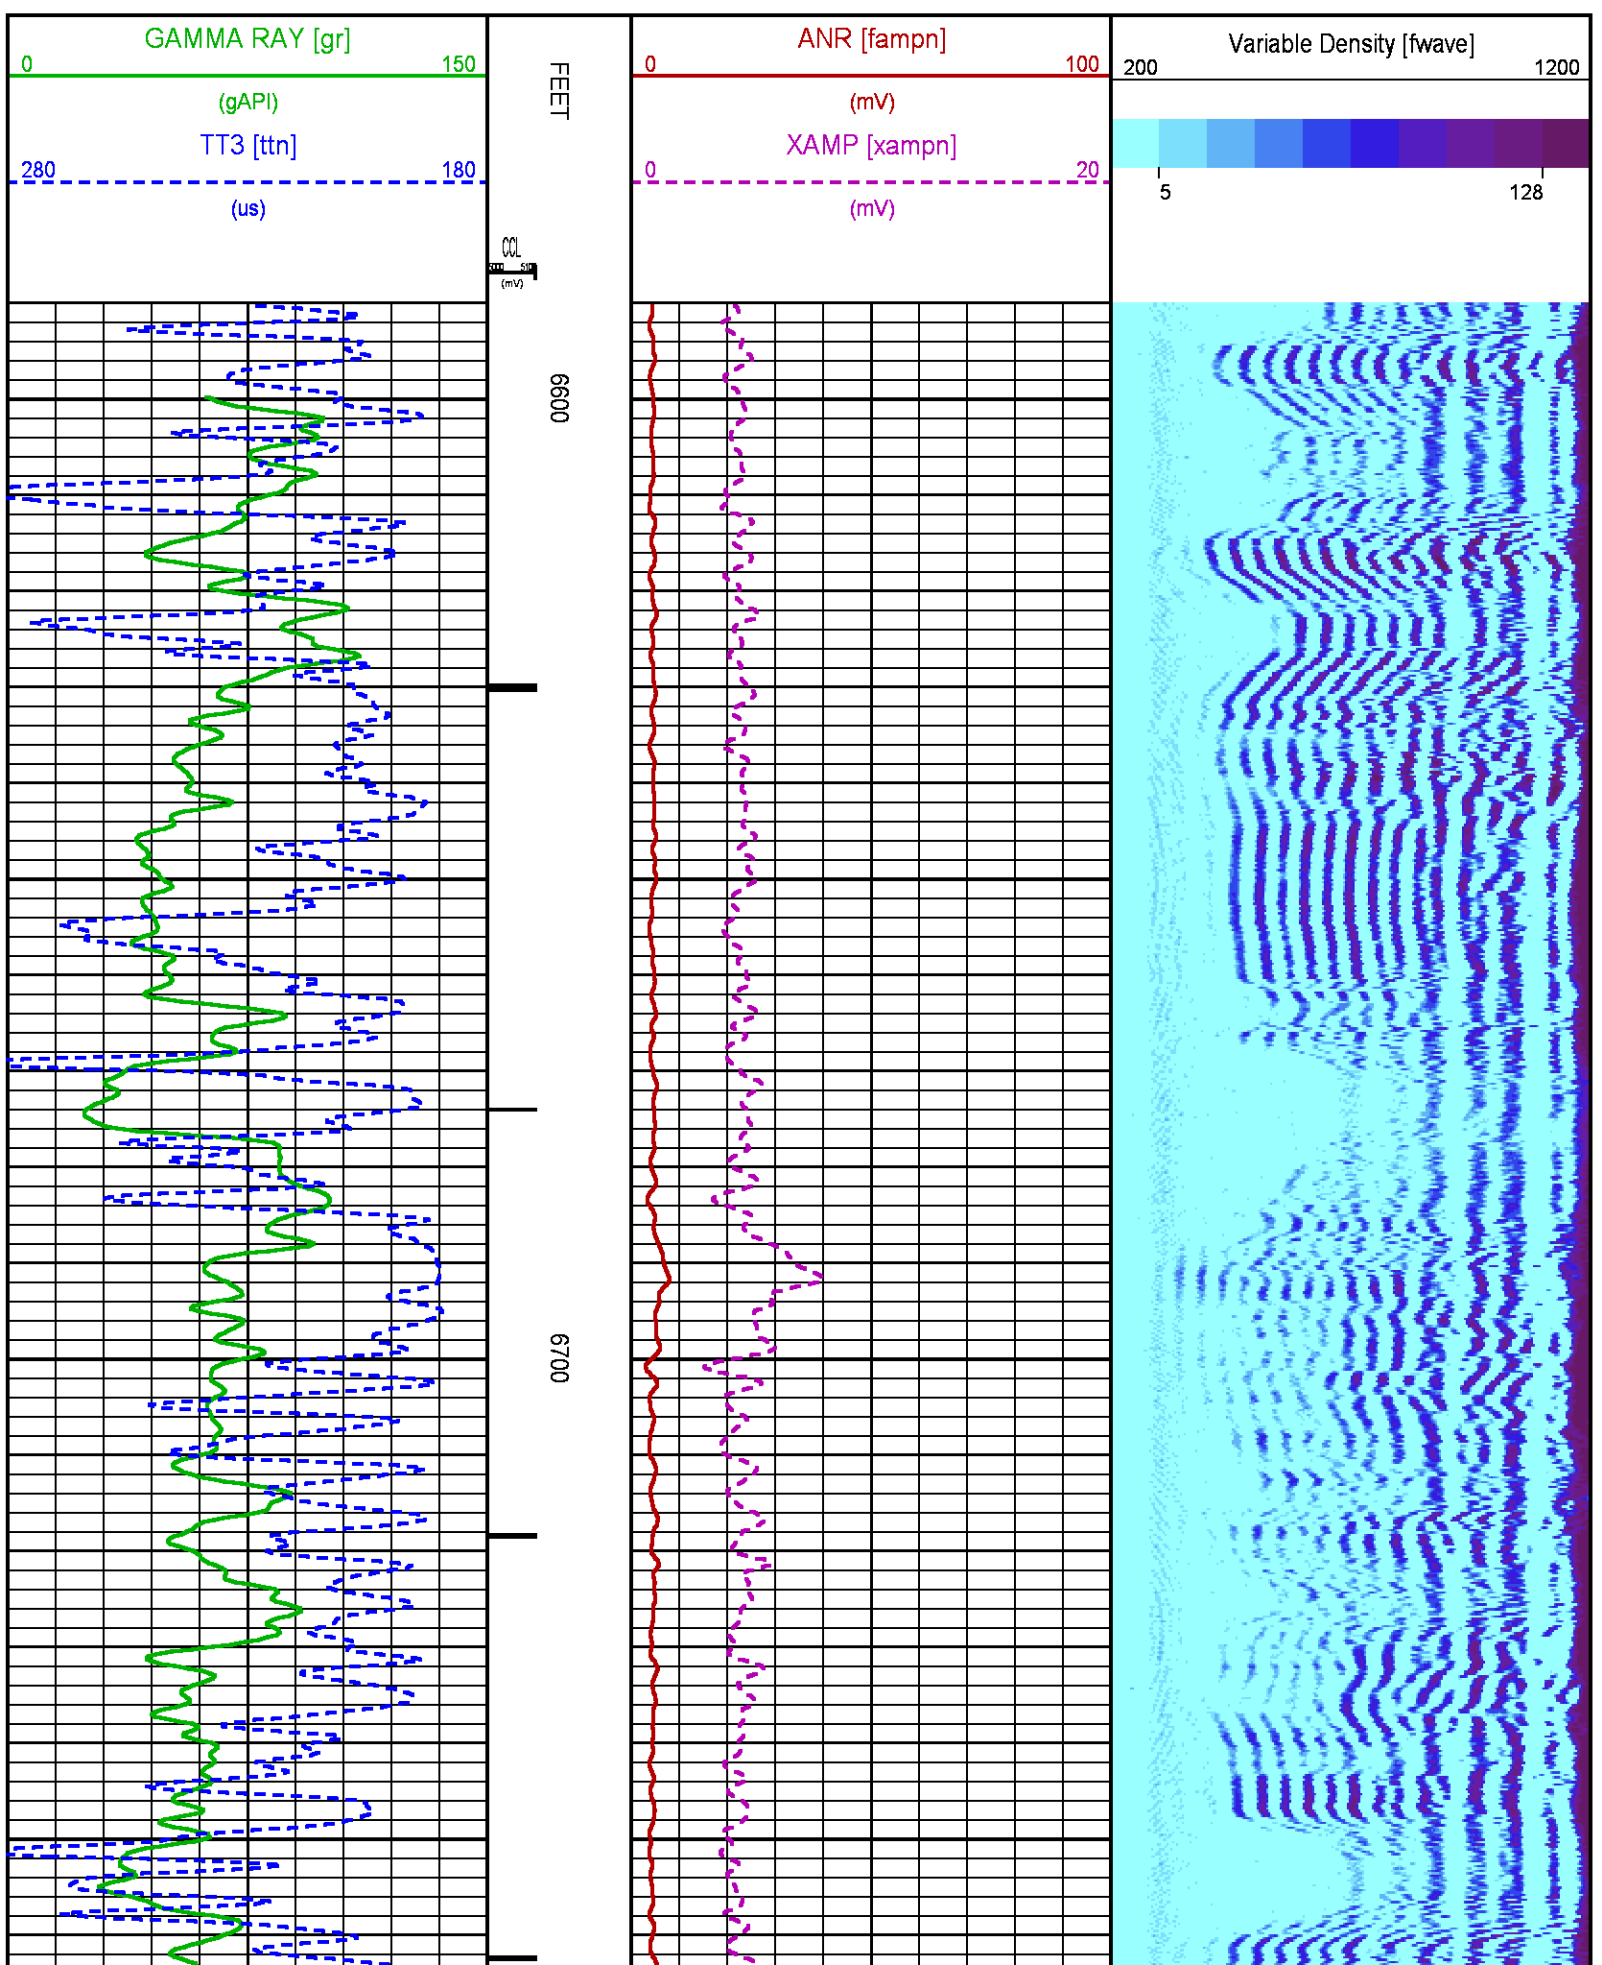 GAMMA RAY [gr]
0 150
(gAPI)
TT3 [ttn]
280 180
(us)
FEET
CCL
(mV)
ANR [fampn]
0 100
(mV)
XAMP [xampn]
0 20
(mV)
Variable Density [fwave]
200 1200
5 128
6600
6700